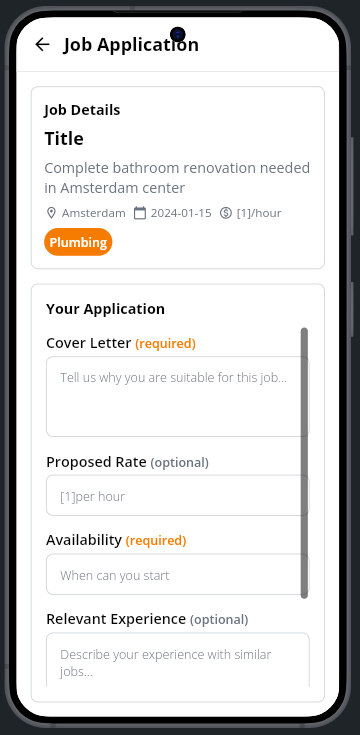 Job Application
Job Details
Title
Complete bathroom renovation needed
in Amsterdam center
Amsterdam 2024-01-15 [1]/hour
Plumbing
Your Application
Cover Letter (required)
Tell us why you are suitable for this job...
Proposed Rate (optional)
[1]per hour
Availability (required)
When can you start
Relevant Experience (optional)
Describe your experience with similar
jobs...